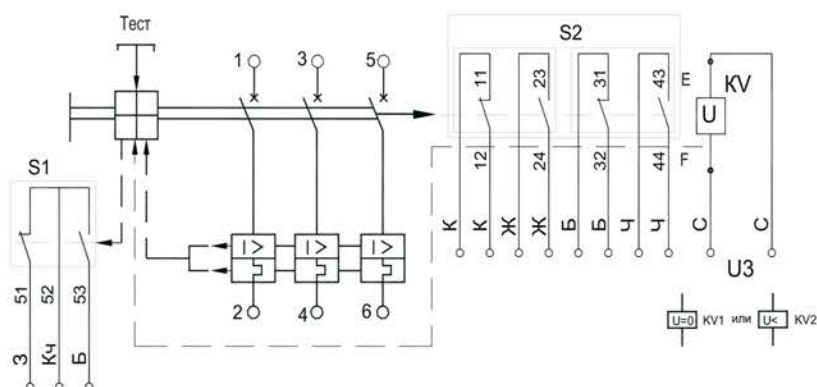 Тест
S2
1 3 5
11 23 31 43 E KV
U
12 24 32 44 F
S1
К К Ж Ж Б Б Ч Ч С С
I> I> I>
51 52 53
2 4 6
U3
U=0 KV1 или U< KV2
З Кч Б